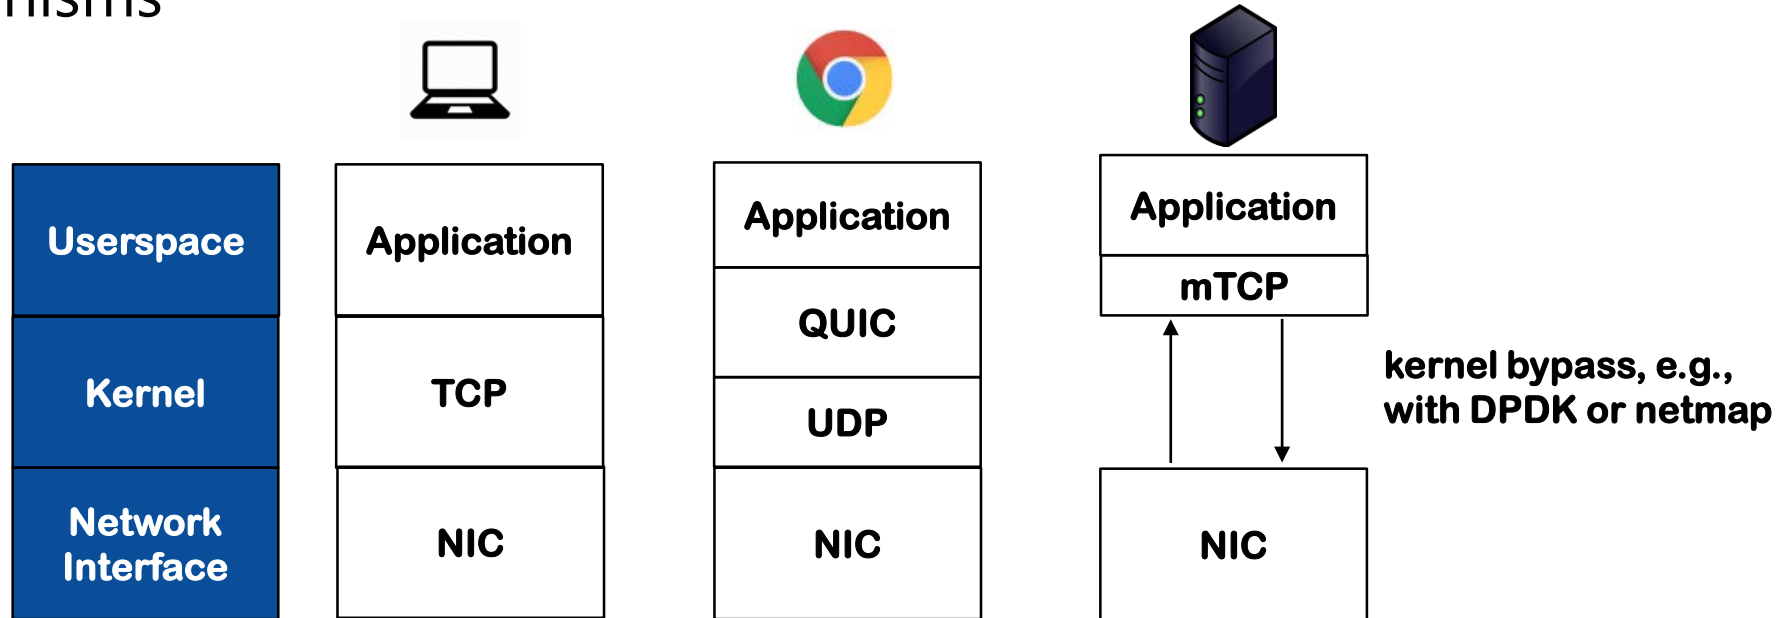 Userspace
Kernel
Network
Interface
Application
TCP
NIC
Application
QUIC
UDP
NIC
Application
mTCP
NIC
kernel bypass, e.g.,
with DPDK or netmap